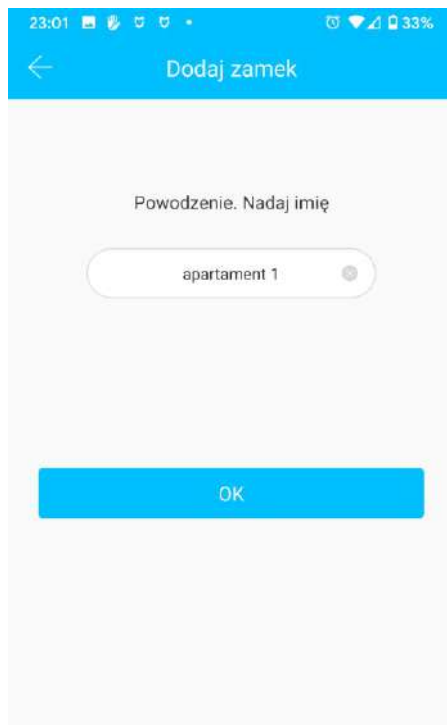 23:01 33%
Dodaj zamek
Powodzenie. Nadaj imię
apartament 1
OK